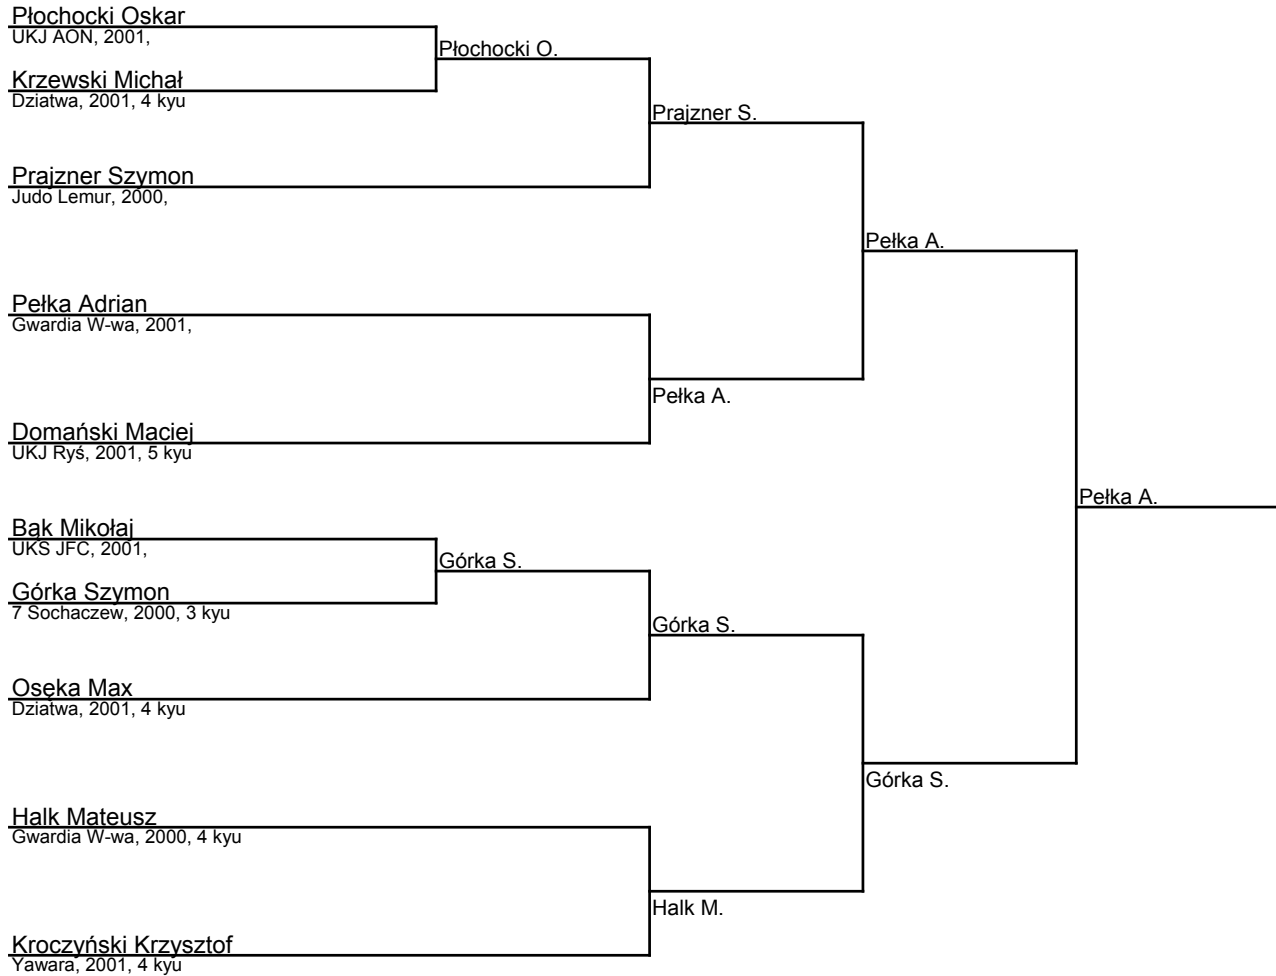 Płochocki Oskar
UKJ AON, 2001,
Płochocki O.
Krzewski Michał
Dziatwa, 2001, 4 kyu
Prajzner S.
Prajzner Szymon
Judo Lemur, 2000,
Pełka A.
Pełka Adrian
Gwardia W-wa, 2001,
Pełka A.
Domański Maciej
UKJ Ryś, 2001, 5 kyu
Pełka A.
Bąk Mikołaj
UKS JFC, 2001,
Górka S.
Górka Szymon
7 Sochaczew, 2000, 3 kyu
Górka S.
Osęka Max
Dziatwa, 2001, 4 kyu
Górka S.
Halk Mateusz
Gwardia W-wa, 2000, 4 kyu
Halk M.
Kroczyński Krzysztof
Yawara, 2001, 4 kyu